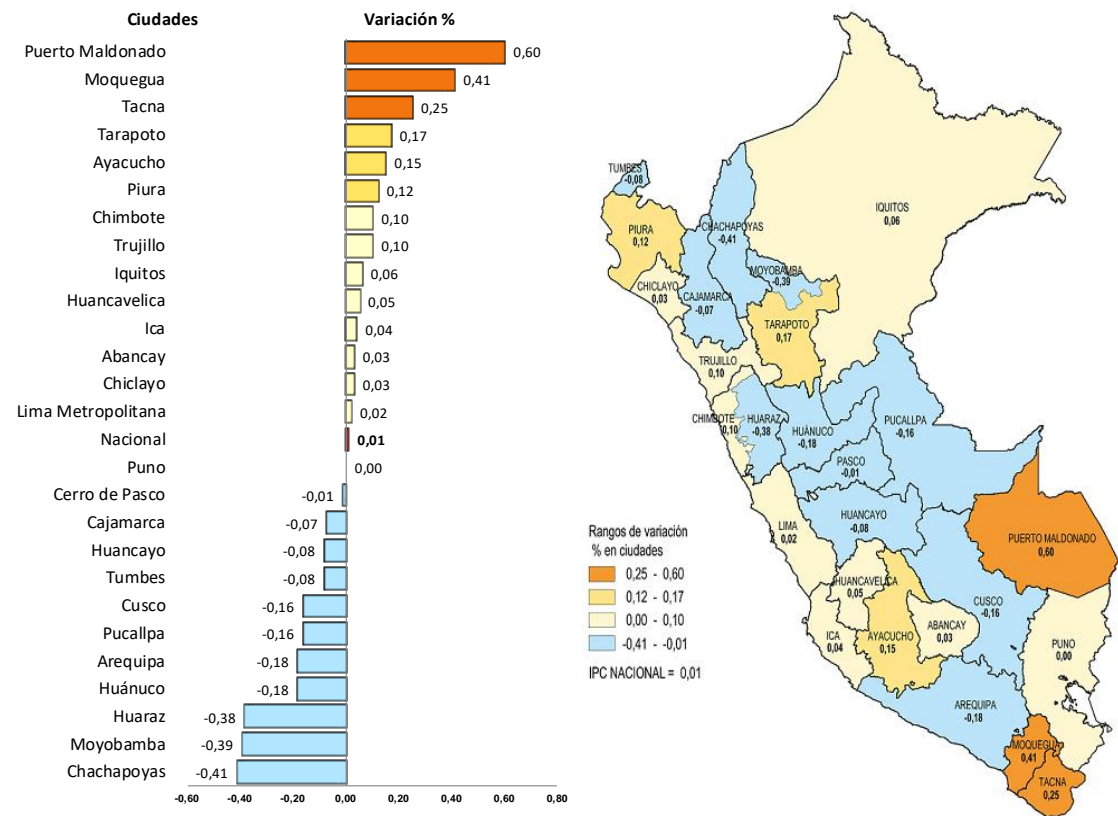 Ciudades Variación %
Puerto Maldonado 0,60
Moquegua 0,41
Tacna 0,25
Tarapoto 0,17
Ayacucho 0,15
Piura 0,12
Chimbote 0,10
Trujillo 0,10
Iquitos 0,06
Huancavelica 0,05
Ica 0,04
Abancay 0,03
Chiclayo 0,03
Lima Metropolitana 0,02
Nacional 0,01
Puno 0,00
Cerro de Pasco -0,01
Cajamarca -0,07
Huancayo -0,08
Tumbes -0,08
Cusco -0,16
Pucallpa -0,16
Arequipa -0,18
Huánuco -0,18
Huaraz -0,38
Moyobamba -0,39
Chachapoyas -0,41
-0,60 -0,40 -0,20 0,00 0,20 0,40 0,60 0,80
TUMBES
-0,08
IQUITOS
0,06
PIURA
0,12
CHACHAPOYAS
-0,41
MOYOBAMBA
-0,39
CHICLAYO
0,03
CAJAMARCA
-0,07
TARAPOTO
0,17
TRUJILLO
0,10
CHIMBOTE
0,10
HUARAZ
-0,38
HUÁNUCO
-0,18
PUCALLPA
-0,16
PASCO
-0,01
HUANCAYO
-0,08
LIMA
0,02
PUERTO MALDONADO
0,60
HUANCAVELICA
0,05
CUSCO
-0,16
ICA
0,04
AYACUCHO
0,15
ABANCAY
0,03
PUNO
0,00
AREQUIPA
-0,18
MOQUEGUA
0,41
TACNA
0,25
Rangos de variación
% en ciudades
0,25 - 0,60
0,12 - 0,17
0,00 - 0,10
-0,41 - -0,01
IPC NACIONAL = 0,01